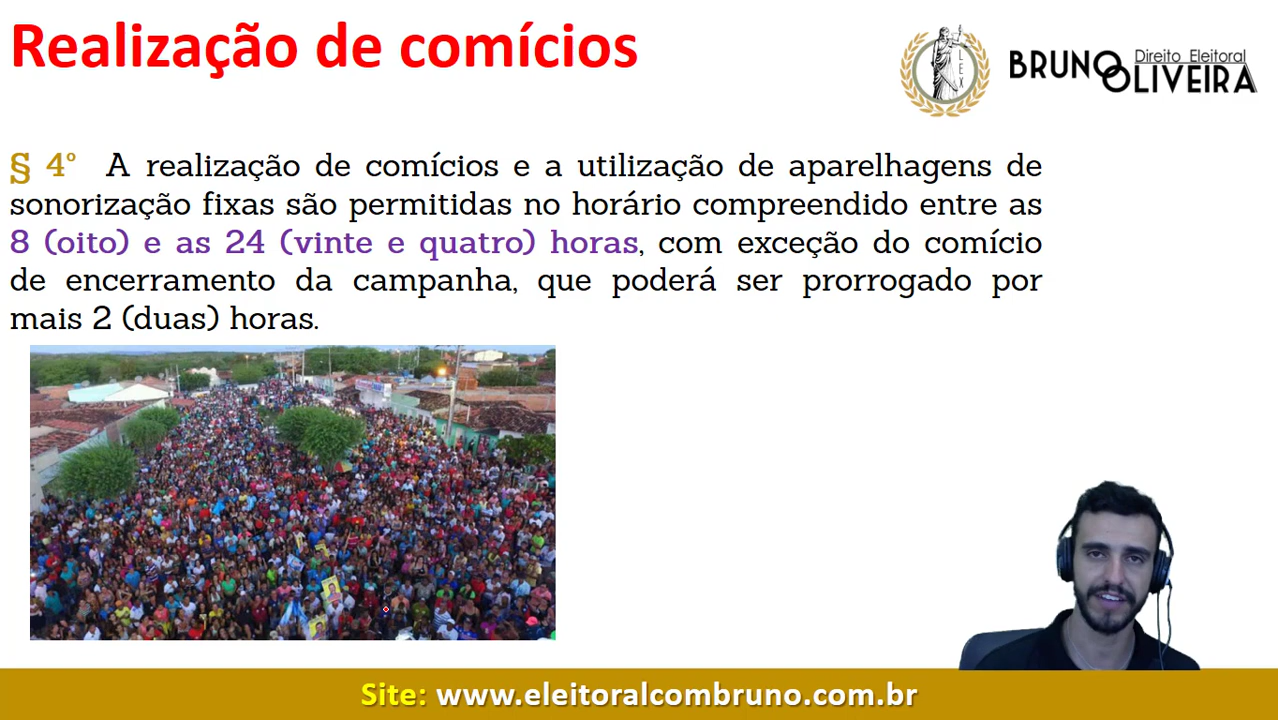 Realização de comícios
LEX
BRUNO Direito Eleitoral
OLIVEIRA
§ 4º A realização de comícios e a utilização de aparelhagens de
sonorização fixas são permitidas no horário compreendido entre as
8 (oito) e as 24 (vinte e quatro) horas, com exceção do comício
de encerramento da campanha, que poderá ser prorrogado por
mais 2 (duas) horas.
Site: www.eleitoralcombruno.com.br